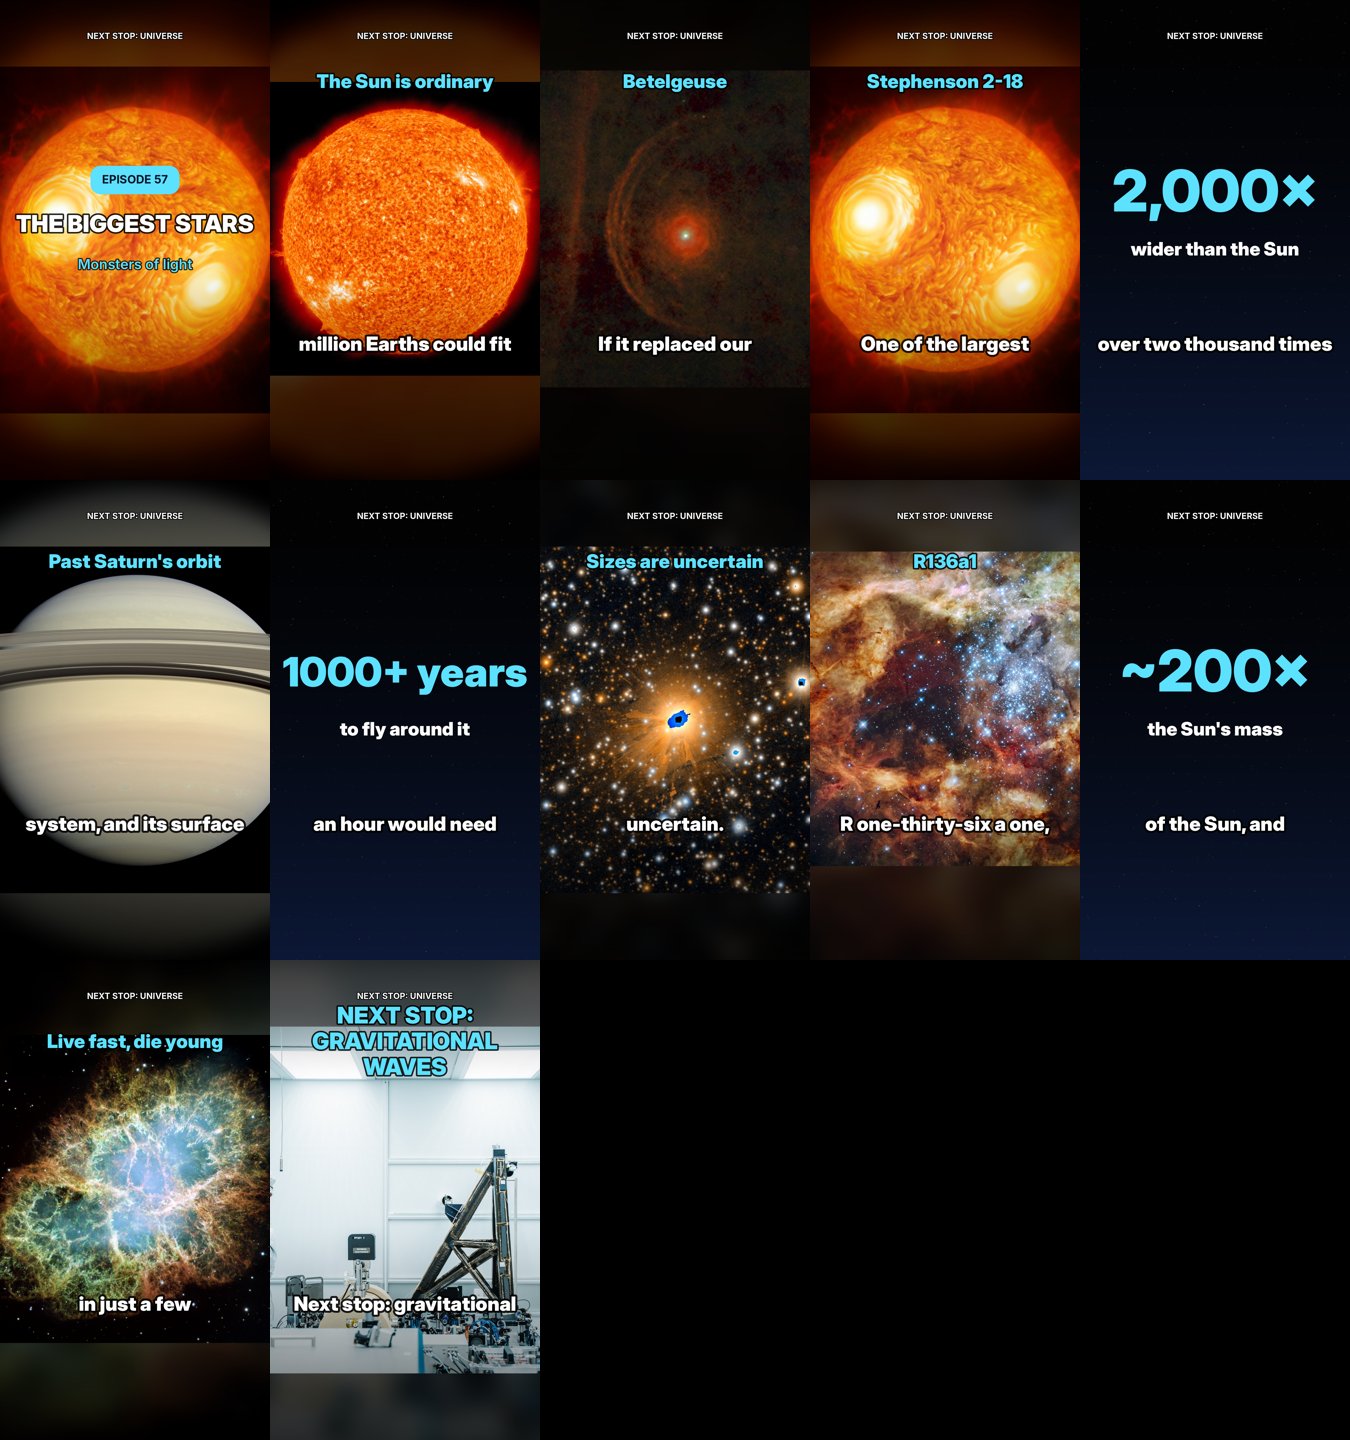 NEXT STOP: UNIVERSE
EPISODE 57
THE BIGGEST STARS
Monsters of light
NEXT STOP: UNIVERSE
The Sun is ordinary
million Earths could fit
NEXT STOP: UNIVERSE
Betelgeuse
If it replaced our
NEXT STOP: UNIVERSE
Stephenson 2-18
One of the largest
NEXT STOP: UNIVERSE
2,000×
wider than the Sun
over two thousand times
NEXT STOP: UNIVERSE
Past Saturn's orbit
system, and its surface
NEXT STOP: UNIVERSE
1000+ years
to fly around it
an hour would need
NEXT STOP: UNIVERSE
Sizes are uncertain
uncertain.
NEXT STOP: UNIVERSE
R136a1
R one-thirty-six a one,
NEXT STOP: UNIVERSE
~200×
the Sun's mass
of the Sun, and
NEXT STOP: UNIVERSE
Live fast, die young
in just a few
NEXT STOP: UNIVERSE
NEXT STOP:
GRAVITATIONAL
WAVES
Next stop: gravitational